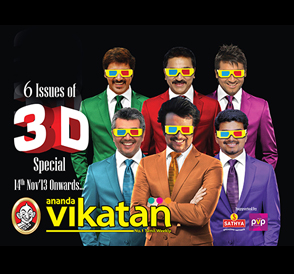 6 Issues of
3D
Special
14th Nov'13 Onwards...
ananda
vikatan
No.1 Tamil Weekly
Supported by
SATHYA
PVP